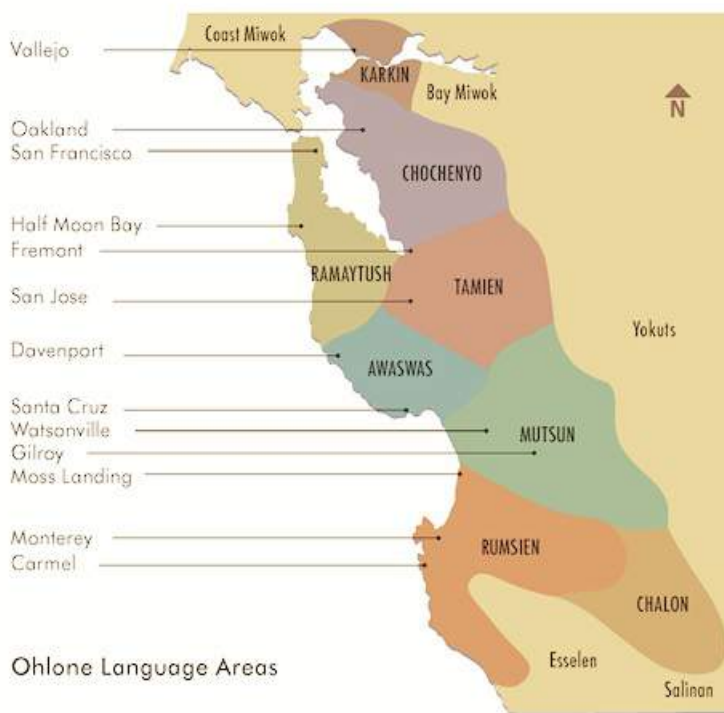 Coast Miwok
Vallejo
KARKIN
Bay Miwok
N
Oakland
San Francisco
CHOCHENYO
Half Moon Bay
Fremont
RAMAYTUSH
TAMIEN
San Jose
Yokuts
Davenport
AWASWAS
Santa Cruz
Watsonville
MUTSUN
Gilroy
Moss Landing
Monterey
RUMSIEN
Carmel
CHALON
Esselen
Ohlone Language Areas
Salinan